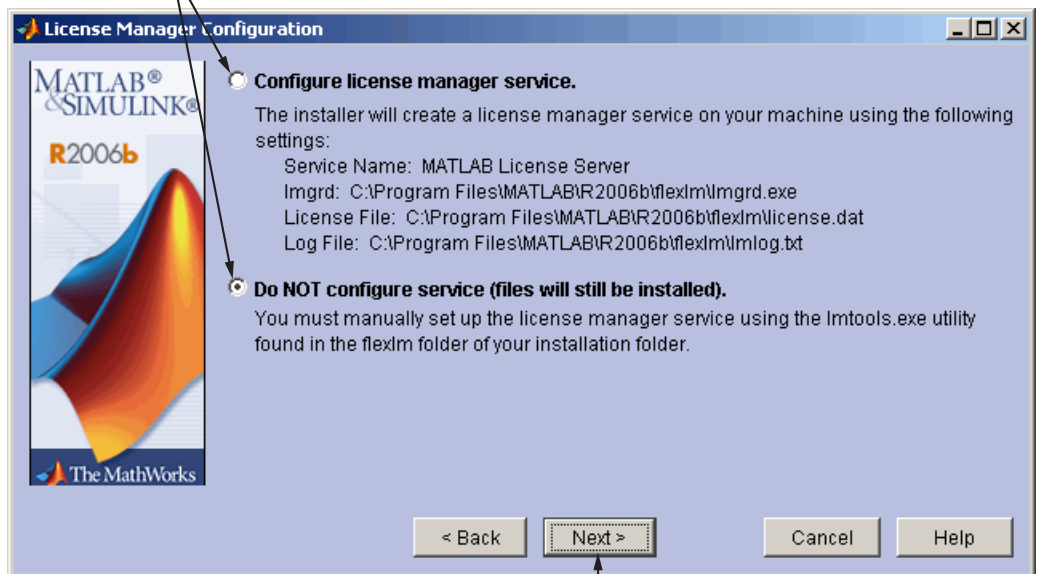 License Manager Configuration
MATLAB®
&SIMULINK®
R2006b
The MathWorks
Configure license manager service.
The installer will create a license manager service on your machine using the following
settings:
Service Name: MATLAB License Server
lmgrd: C:\Program Files\MATLAB\R2006b\flexlm\lmgrd.exe
License File: C:\Program Files\MATLAB\R2006b\flexlm\license.dat
Log File: C:\Program Files\MATLAB\R2006b\flexlm\lmlog.txt
Do NOT configure service (files will still be installed).
You must manually set up the license manager service using the lmtools.exe utility
found in the flexlm folder of your installation folder.
< Back
Next >
Cancel
Help